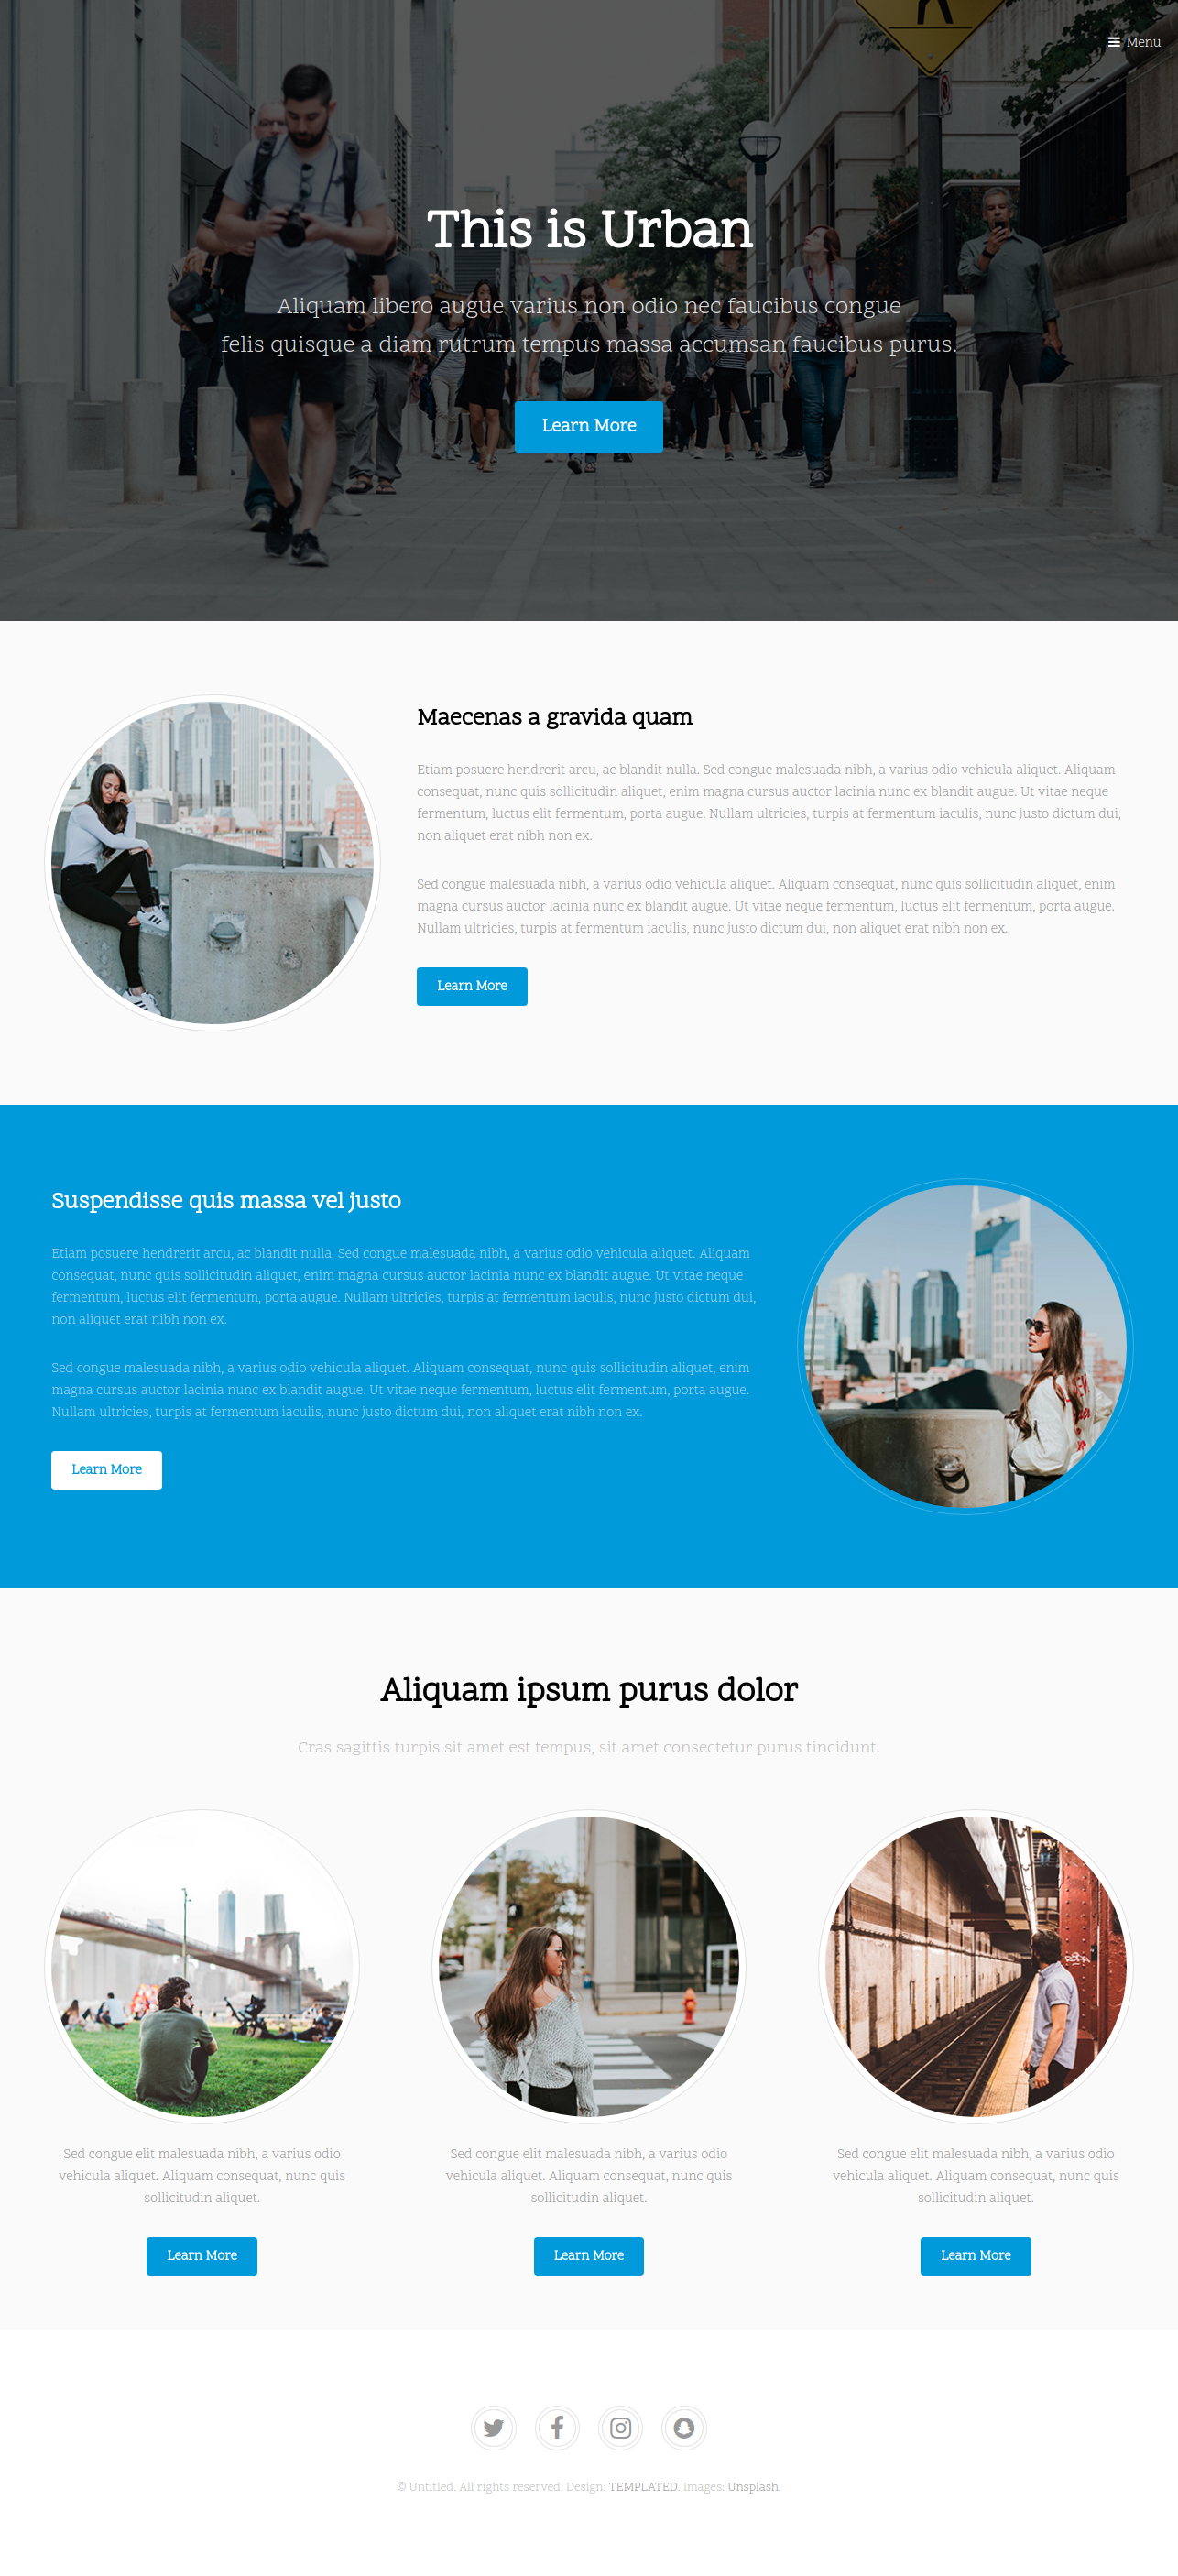 Menu
This is Urban
Aliquam libero augue varius non odio nec faucibus congue
felis quisque a diam rutrum tempus massa accumsan faucibus purus.
Learn More
Maecenas a gravida quam
Etiam posuere hendrerit arcu, ac blandit nulla. Sed congue malesuada nibh, a varius odio vehicula aliquet. Aliquam
consequat, nunc quis sollicitudin aliquet, enim magna cursus auctor lacinia nunc ex blandit augue. Ut vitae neque
fermentum, luctus elit fermentum, porta augue. Nullam ultricies, turpis at fermentum iaculis, nunc justo dictum dui,
non aliquet erat nibh non ex.
Sed congue malesuada nibh, a varius odio vehicula aliquet. Aliquam consequat, nunc quis sollicitudin aliquet, enim
magna cursus auctor lacinia nunc ex blandit augue. Ut vitae neque fermentum, luctus elit fermentum, porta augue.
Nullam ultricies, turpis at fermentum iaculis, nunc justo dictum dui, non aliquet erat nibh non ex.
Learn More
Suspendisse quis massa vel justo
Etiam posuere hendrerit arcu, ac blandit nulla. Sed congue malesuada nibh, a varius odio vehicula aliquet. Aliquam
consequat, nunc quis sollicitudin aliquet, enim magna cursus auctor lacinia nunc ex blandit augue. Ut vitae neque
fermentum, luctus elit fermentum, porta augue. Nullam ultricies, turpis at fermentum iaculis, nunc justo dictum dui,
non aliquet erat nibh non ex.
Sed congue malesuada nibh, a varius odio vehicula aliquet. Aliquam consequat, nunc quis sollicitudin aliquet, enim
magna cursus auctor lacinia nunc ex blandit augue. Ut vitae neque fermentum, luctus elit fermentum, porta augue.
Nullam ultricies, turpis at fermentum iaculis, nunc justo dictum dui, non aliquet erat nibh non ex.
Learn More
Aliquam ipsum purus dolor
Cras sagittis turpis sit amet est tempus, sit amet consectetur purus tincidunt.
Sed congue elit malesuada nibh, a varius odio
vehicula aliquet. Aliquam consequat, nunc quis
sollicitudin aliquet.
Learn More
Sed congue elit malesuada nibh, a varius odio
vehicula aliquet. Aliquam consequat, nunc quis
sollicitudin aliquet.
Learn More
Sed congue elit malesuada nibh, a varius odio
vehicula aliquet. Aliquam consequat, nunc quis
sollicitudin aliquet.
Learn More
© Untitled. All rights reserved. Design: TEMPLATED. Images: Unsplash.